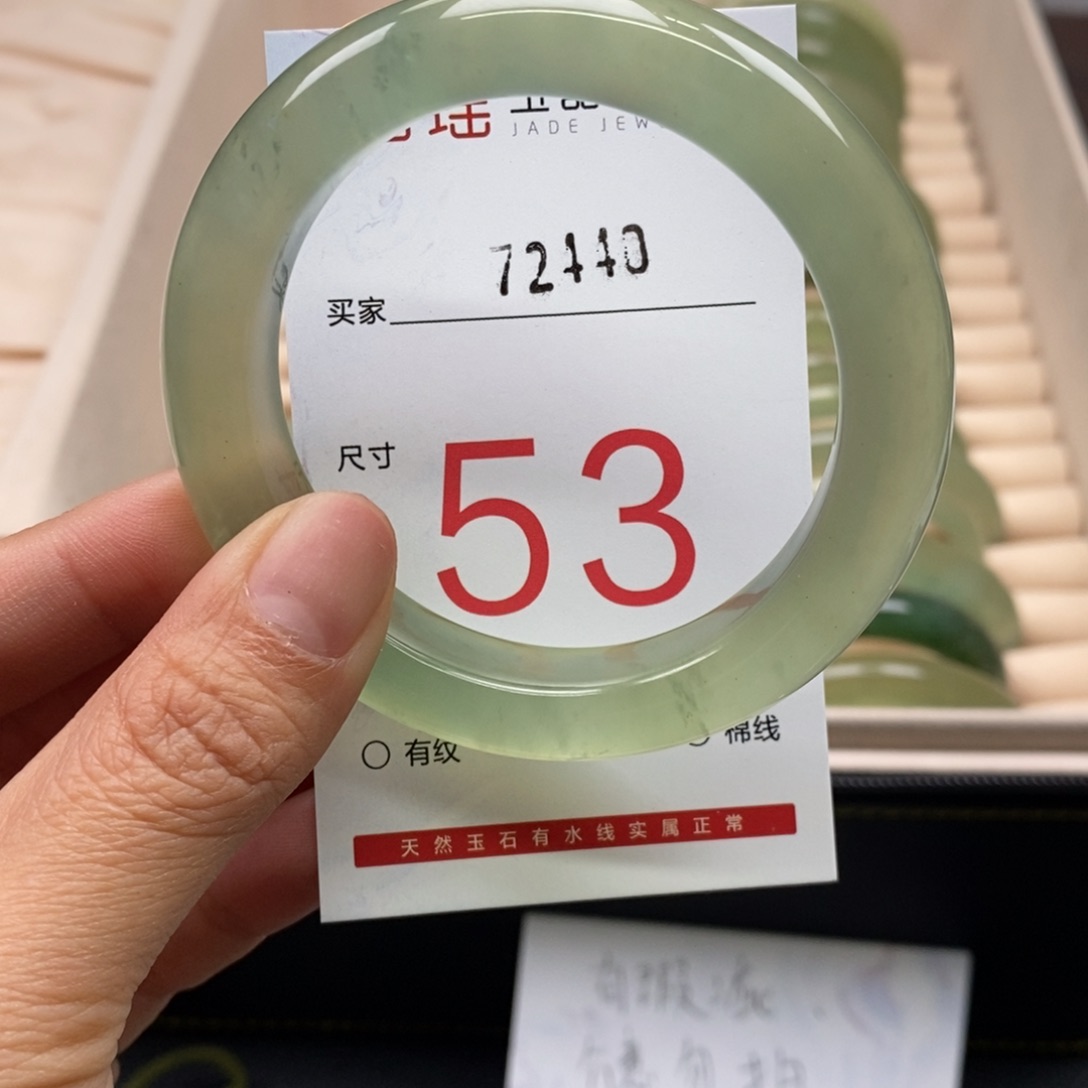 瑶
JADE JEW
买家 72440
尺寸 53
○ 有纹 ○ 棉线
天然玉石有水线实属正常